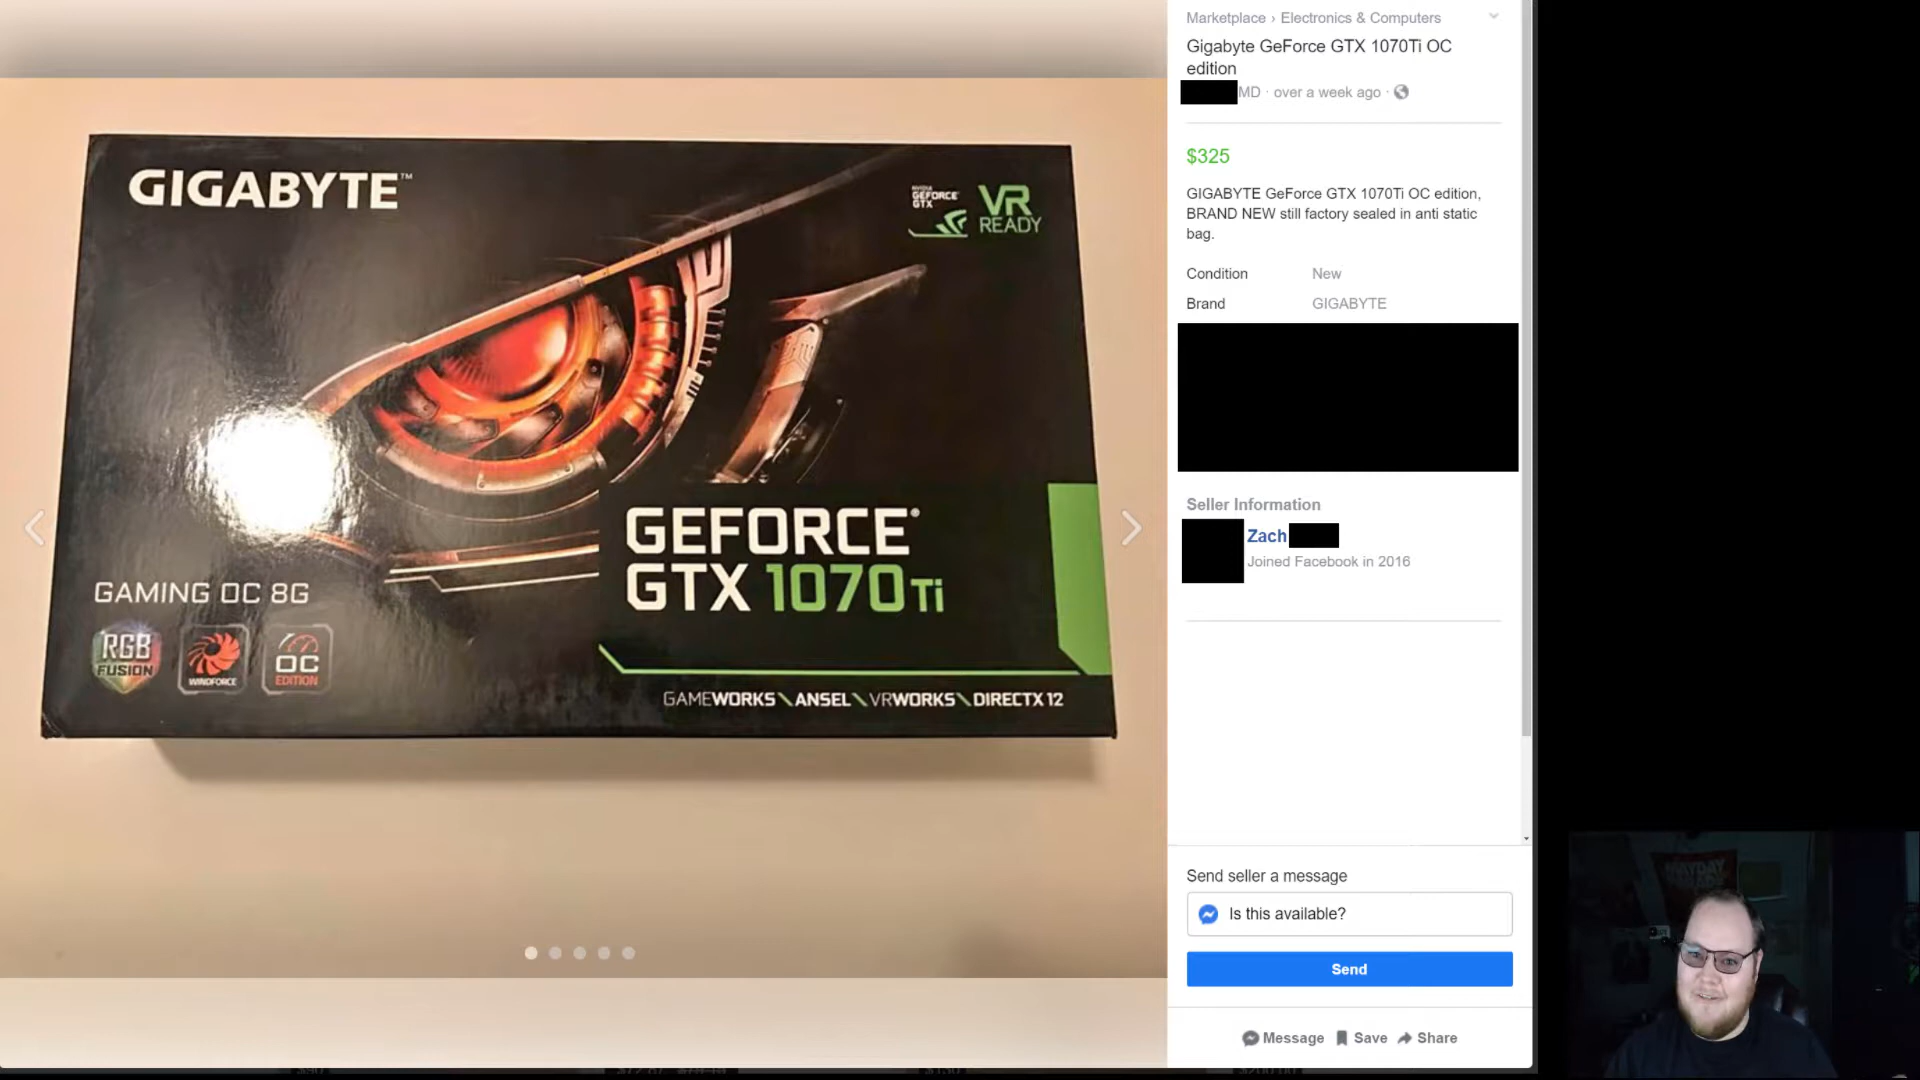 GIGABYTE™
NVIDIA
GEFORCE
GTX
VR
READY
GEFORCE®
GTX 1070Ti
GAMING OC 8G
RGB
FUSION
WINDFORCE
OC
EDITION
GAMEWORKS \ ANSEL \ VRWORKS \ DIRECTX 12
Marketplace › Electronics & Computers
Gigabyte GeForce GTX 1070Ti OC
edition
MD · over a week ago ·
$325
GIGABYTE GeForce GTX 1070Ti OC edition,
BRAND NEW still factory sealed in anti static
bag.
Condition New
Brand GIGABYTE
Seller Information
Zach
Joined Facebook in 2016
Send seller a message
Is this available?
Send
Message Save Share
MAYDAY